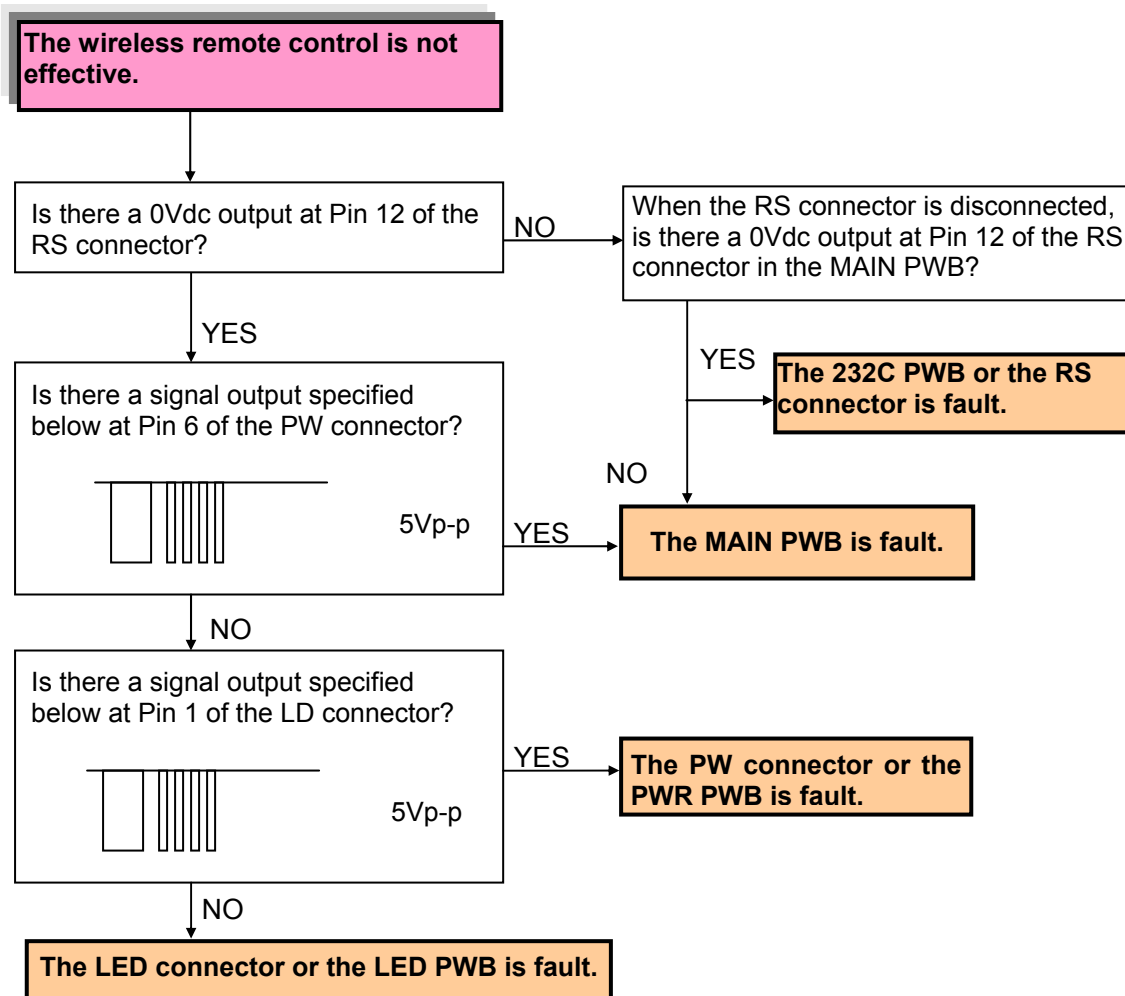 The wireless remote control is not
effective.
Is there a 0Vdc output at Pin 12 of the
RS connector?
NO
When the RS connector is disconnected,
is there a 0Vdc output at Pin 12 of the RS
connector in the MAIN PWB?
YES
YES
The 232C PWB or the RS
connector is fault.
Is there a signal output specified
below at Pin 6 of the PW connector?
5Vp-p
NO
YES
The MAIN PWB is fault.
NO
Is there a signal output specified
below at Pin 1 of the LD connector?
5Vp-p
YES
The PW connector or the
PWR PWB is fault.
NO
The LED connector or the LED PWB is fault.